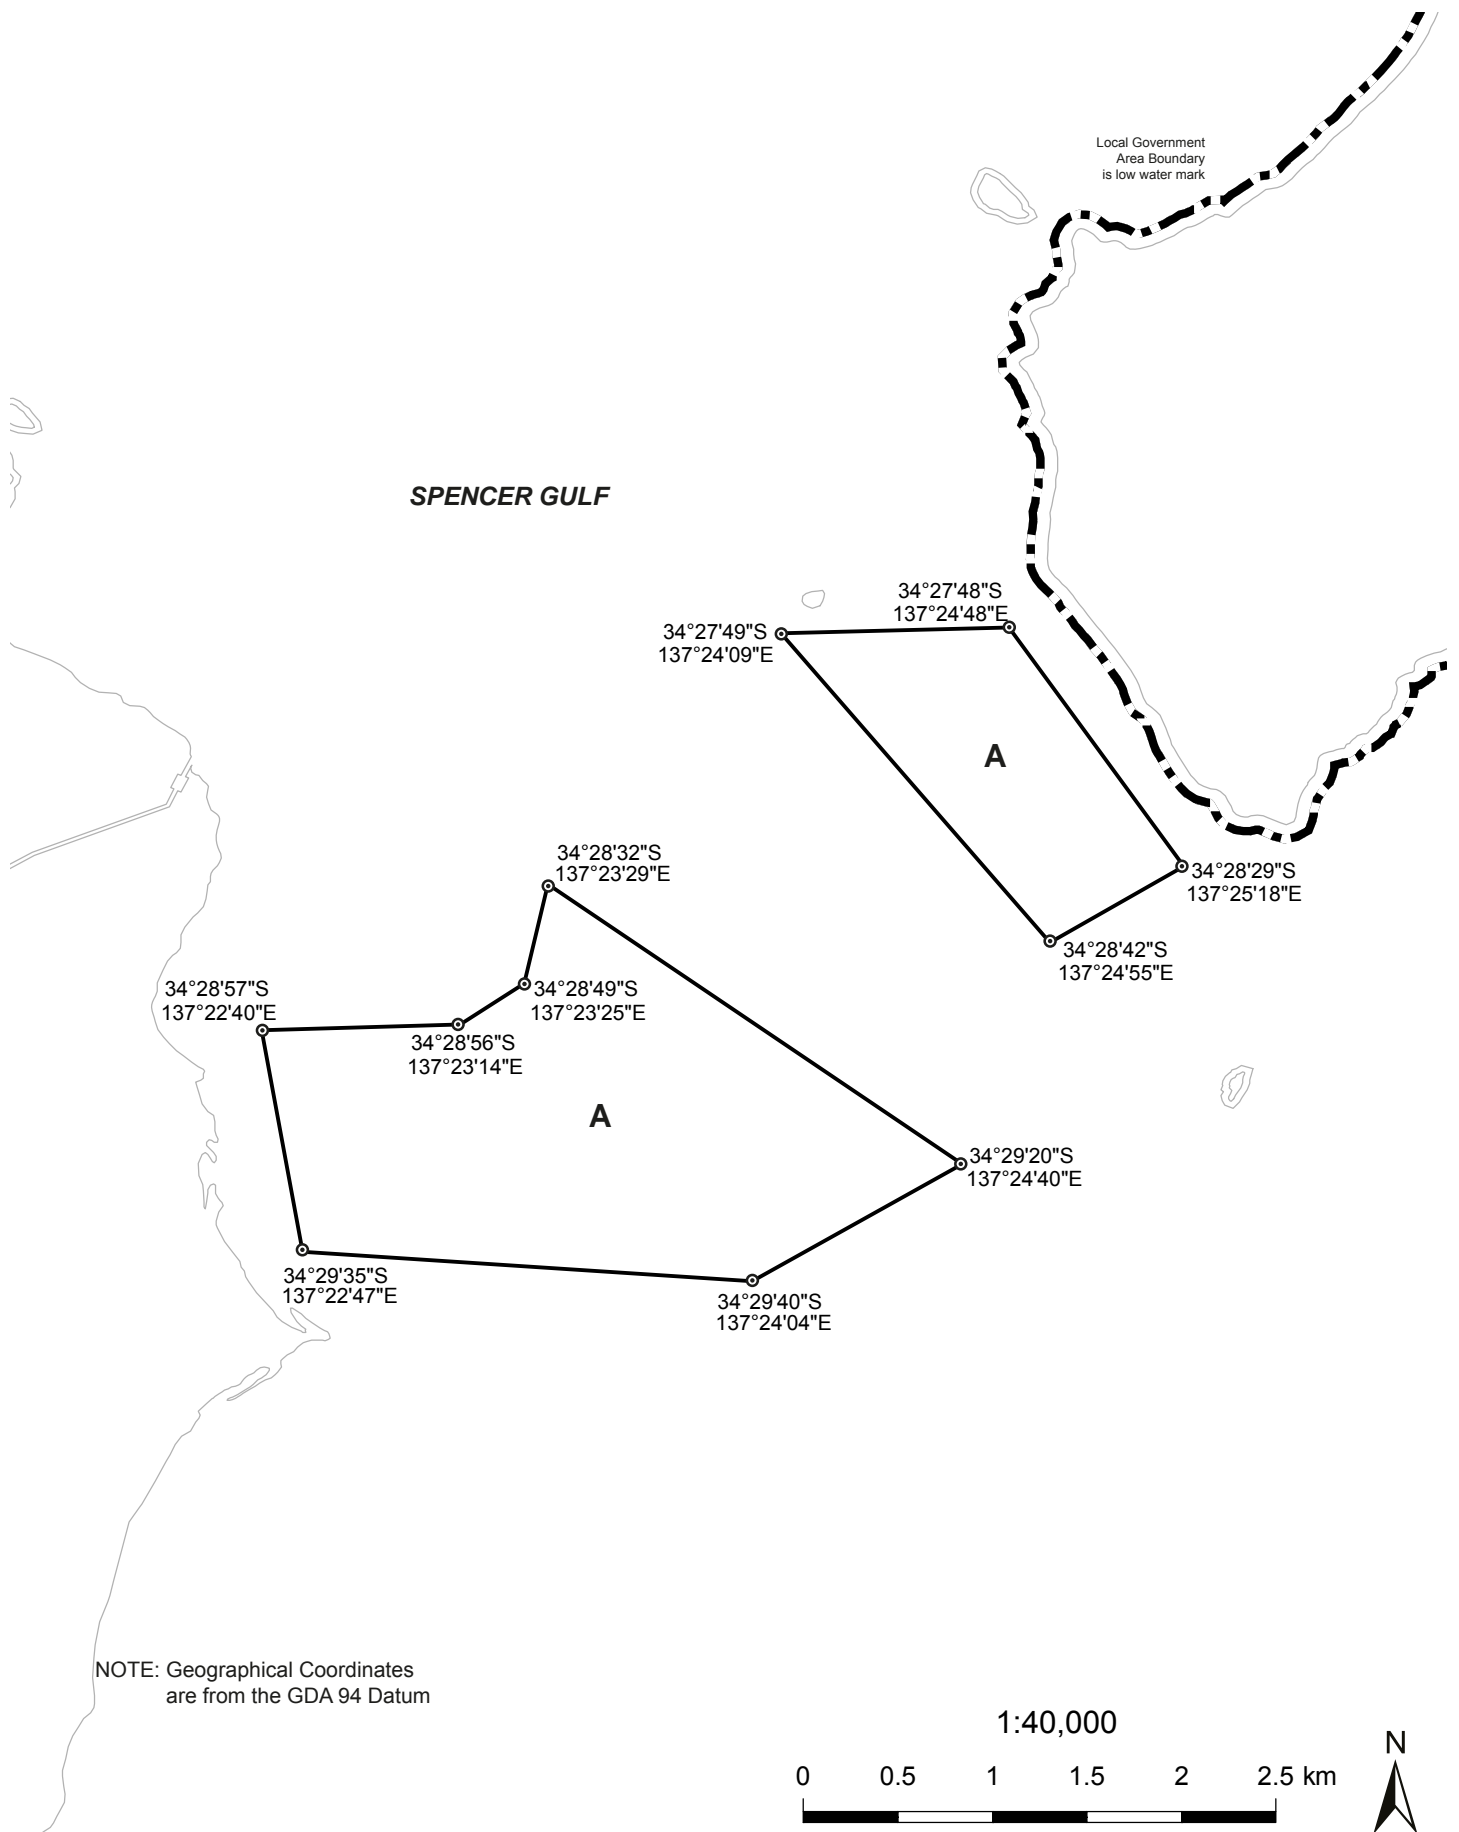 Local Government
Area Boundary
is low water mark
SPENCER GULF
34°27'48"S
137°24'48"E
34°27'49"S
137°24'09"E
A
34°28'32"S
137°23'29"E
34°28'29"S
137°25'18"E
34°28'42"S
137°24'55"E
34°28'57"S
137°22'40"E
34°28'49"S
137°23'25"E
34°28'56"S
137°23'14"E
A
34°29'20"S
137°24'40"E
34°29'35"S
137°22'47"E
34°29'40"S
137°24'04"E
NOTE: Geographical Coordinates
are from the GDA 94 Datum
1:40,000
N
0 0.5 1 1.5 2 2.5 km